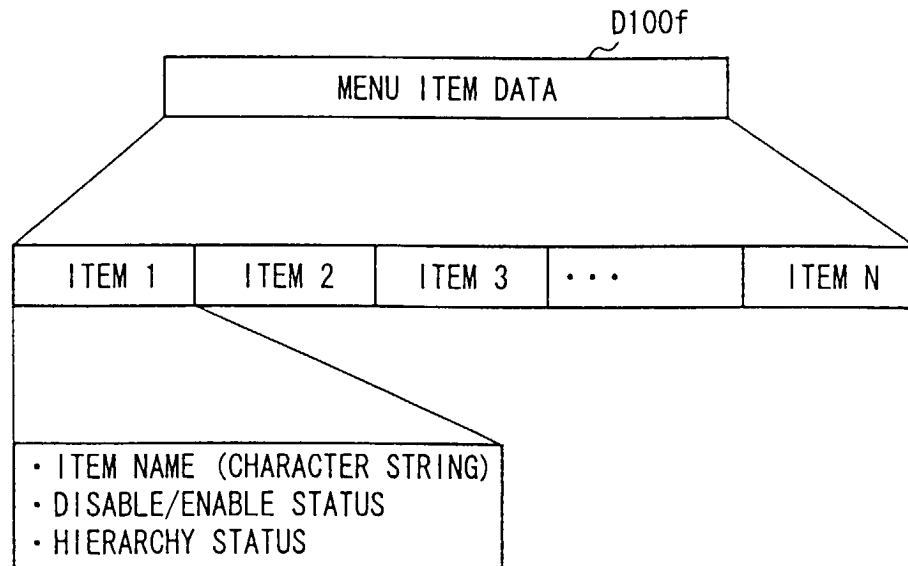 D100f
MENU ITEM DATA
ITEM 1 ITEM 2 ITEM 3 ··· ITEM N
· ITEM NAME (CHARACTER STRING)
· DISABLE/ENABLE STATUS
· HIERARCHY STATUS